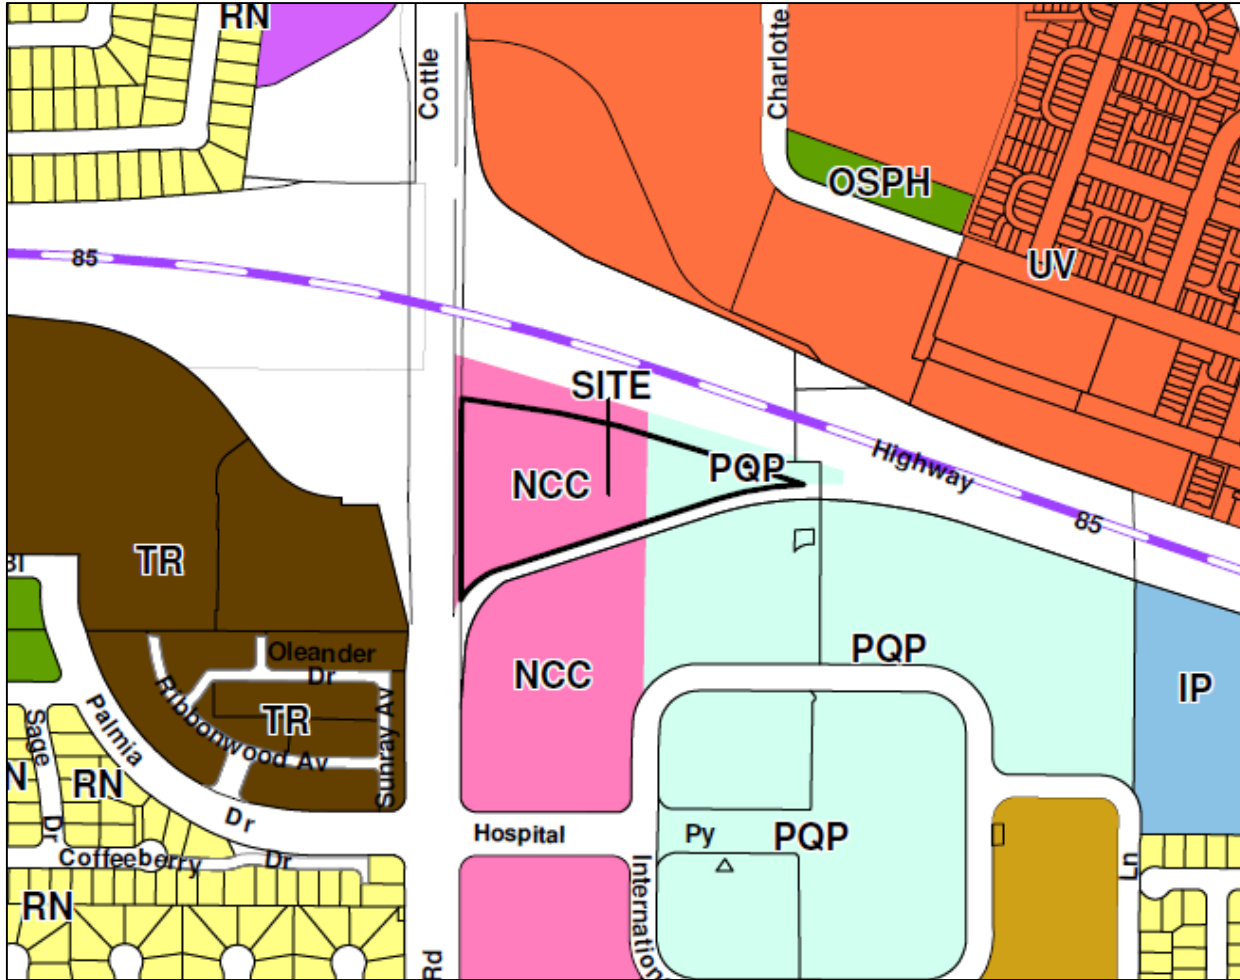 RN
Cottle
Charlotte
OSPH
UV
85
SITE
NCC
PQP
Highway
85
TR
Oleander
Dr
Ribbonwood Av
TR
Sunray Av
NCC
PQP
IP
Palmia
Dr
Sage
Dr
N
RN
Coffeeberry
Dr
RN
Hospital
Py
PQP
Internation
Ln
Rd